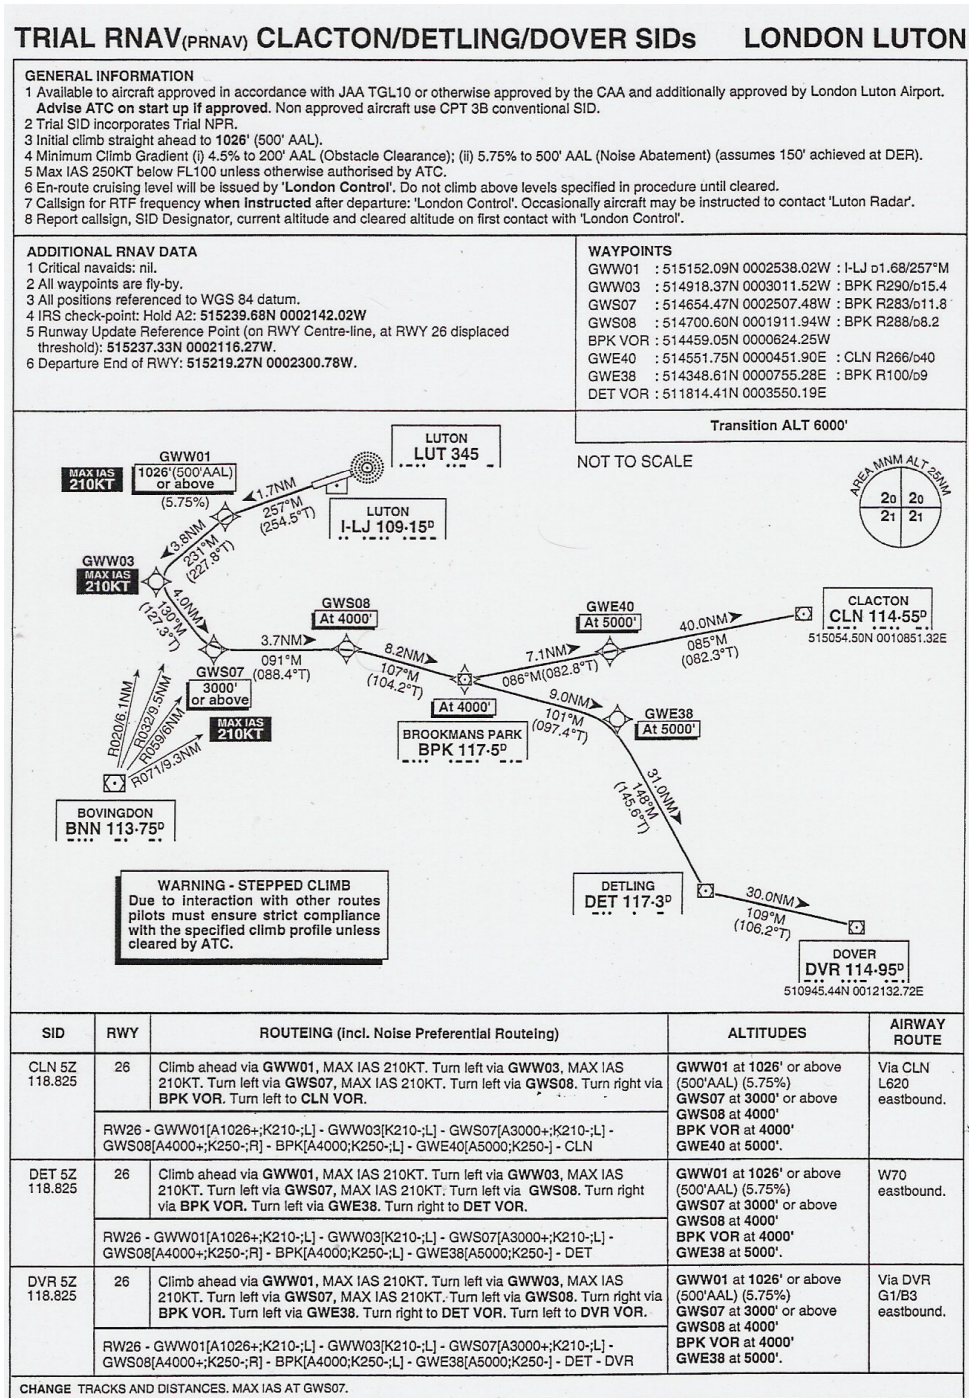 TRIAL RNAV(PRNAV) CLACTON/DETLING/DOVER SIDs LONDON LUTON
GENERAL INFORMATION
1 Available to aircraft approved in accordance with JAA TGL10 or otherwise approved by the CAA and additionally approved by London Luton Airport.
Advise ATC on start up if approved. Non approved aircraft use CPT 3B conventional SID.
2 Trial SID incorporates Trial NPR.
3 Initial climb straight ahead to 1026' (500' AAL).
4 Minimum Climb Gradient (i) 4.5% to 200' AAL (Obstacle Clearance); (ii) 5.75% to 500' AAL (Noise Abatement) (assumes 150' achieved at DER).
5 Max IAS 250KT below FL100 unless otherwise authorised by ATC.
6 En-route cruising level will be issued by 'London Control'. Do not climb above levels specified in procedure until cleared.
7 Callsign for RTF frequency when instructed after departure: 'London Control'. Occasionally aircraft may be instructed to contact 'Luton Radar'.
8 Report callsign, SID Designator, current altitude and cleared altitude on first contact with 'London Control'.
ADDITIONAL RNAV DATA
1 Critical navaids: nil.
2 All waypoints are fly-by.
3 All positions referenced to WGS 84 datum.
4 IRS check-point: Hold A2: 515239.68N 0002142.02W
5 Runway Update Reference Point (on RWY Centre-line, at RWY 26 displaced
threshold): 515237.33N 0002116.27W.
6 Departure End of RWY: 515219.27N 0002300.78W.
WAYPOINTS
GWW01 : 515152.09N 0002538.02W : I-LJ D1.68/257°M
GWW03 : 514918.37N 0003011.52W : BPK R290/D15.4
GWS07 : 514654.47N 0002507.48W : BPK R283/D11.8
GWS08 : 514700.60N 0001911.94W : BPK R288/D8.2
BPK VOR : 514459.05N 0000624.25W
GWE40 : 514551.75N 0000451.90E : CLN R266/D40
GWE38 : 514348.61N 0000755.28E : BPK R100/D9
DET VOR : 511814.41N 0003550.19E
Transition ALT 6000'
NOT TO SCALE
AREA MNM ALT 25NM
20 20
21 21
LUTON
LUT 345
LUTON
I-LJ 109·15D
GWW01
1026'(500'AAL)
or above
(5.75%)
MAX IAS
210KT
1.7NM
257°M
(254.5°T)
3.8NM
231°M
(227.8°T)
GWW03
MAX IAS
210KT
4.0NM
130°M
(127.3°T)
GWS07
3000'
or above
MAX IAS
210KT
3.7NM
091°M
(088.4°T)
GWS08
At 4000'
8.2NM
107°M
(104.2°T)
At 4000'
BROOKMANS PARK
BPK 117·5D
7.1NM
086°M(082.8°T)
GWE40
At 5000'
40.0NM
085°M
(082.3°T)
CLACTON
CLN 114·55D
515054.50N 0010851.32E
9.0NM
101°M
(097.4°T)
GWE38
At 5000'
31.0NM
148°M
(145.6°T)
DETLING
DET 117·3D
30.0NM
109°M
(106.2°T)
DOVER
DVR 114·95D
510945.44N 0012132.72E
R020/6.1NM
R032/9.5NM
R059/6NM
R071/9.3NM
BOVINGDON
BNN 113·75D
WARNING - STEPPED CLIMB
Due to interaction with other routes
pilots must ensure strict compliance
with the specified climb profile unless
cleared by ATC.
SID RWY ROUTEING (incl. Noise Preferential Routeing) ALTITUDES AIRWAY ROUTE
CLN 5Z
118.825
26
Climb ahead via GWW01, MAX IAS 210KT. Turn left via GWW03, MAX IAS
210KT. Turn left via GWS07, MAX IAS 210KT. Turn left via GWS08. Turn right via
BPK VOR. Turn left to CLN VOR.
RW26 - GWW01[A1026+;K210-;L] - GWW03[K210-;L] - GWS07[A3000+;K210-;L] -
GWS08[A4000+;K250-;R] - BPK[A4000;K250-;L] - GWE40[A5000;K250-] - CLN
GWW01 at 1026' or above
(500'AAL) (5.75%)
GWS07 at 3000' or above
GWS08 at 4000'
BPK VOR at 4000'
GWE40 at 5000'.
Via CLN
L620
eastbound.
DET 5Z
118.825
26
Climb ahead via GWW01, MAX IAS 210KT. Turn left via GWW03, MAX IAS
210KT. Turn left via GWS07, MAX IAS 210KT. Turn left via GWS08. Turn right
via BPK VOR. Turn left via GWE38. Turn right to DET VOR.
RW26 - GWW01[A1026+;K210-;L] - GWW03[K210-;L] - GWS07[A3000+;K210-;L] -
GWS08[A4000+;K250-;R] - BPK[A4000;K250-;L] - GWE38[A5000;K250-] - DET
GWW01 at 1026' or above
(500'AAL) (5.75%)
GWS07 at 3000' or above
GWS08 at 4000'
BPK VOR at 4000'
GWE38 at 5000'.
W70
eastbound.
DVR 5Z
118.825
26
Climb ahead via GWW01, MAX IAS 210KT. Turn left via GWW03, MAX IAS
210KT. Turn left via GWS07, MAX IAS 210KT. Turn left via GWS08. Turn right via
BPK VOR. Turn left via GWE38. Turn right to DET VOR. Turn left to DVR VOR.
RW26 - GWW01[A1026+;K210-;L] - GWW03[K210-;L] - GWS07[A3000+;K210-;L] -
GWS08[A4000+;K250-;R] - BPK[A4000;K250-;L] - GWE38[A5000;K250-] - DET - DVR
GWW01 at 1026' or above
(500'AAL) (5.75%)
GWS07 at 3000' or above
GWS08 at 4000'
BPK VOR at 4000'
GWE38 at 5000'.
Via DVR
G1/B3
eastbound.
CHANGE TRACKS AND DISTANCES. MAX IAS AT GWS07.